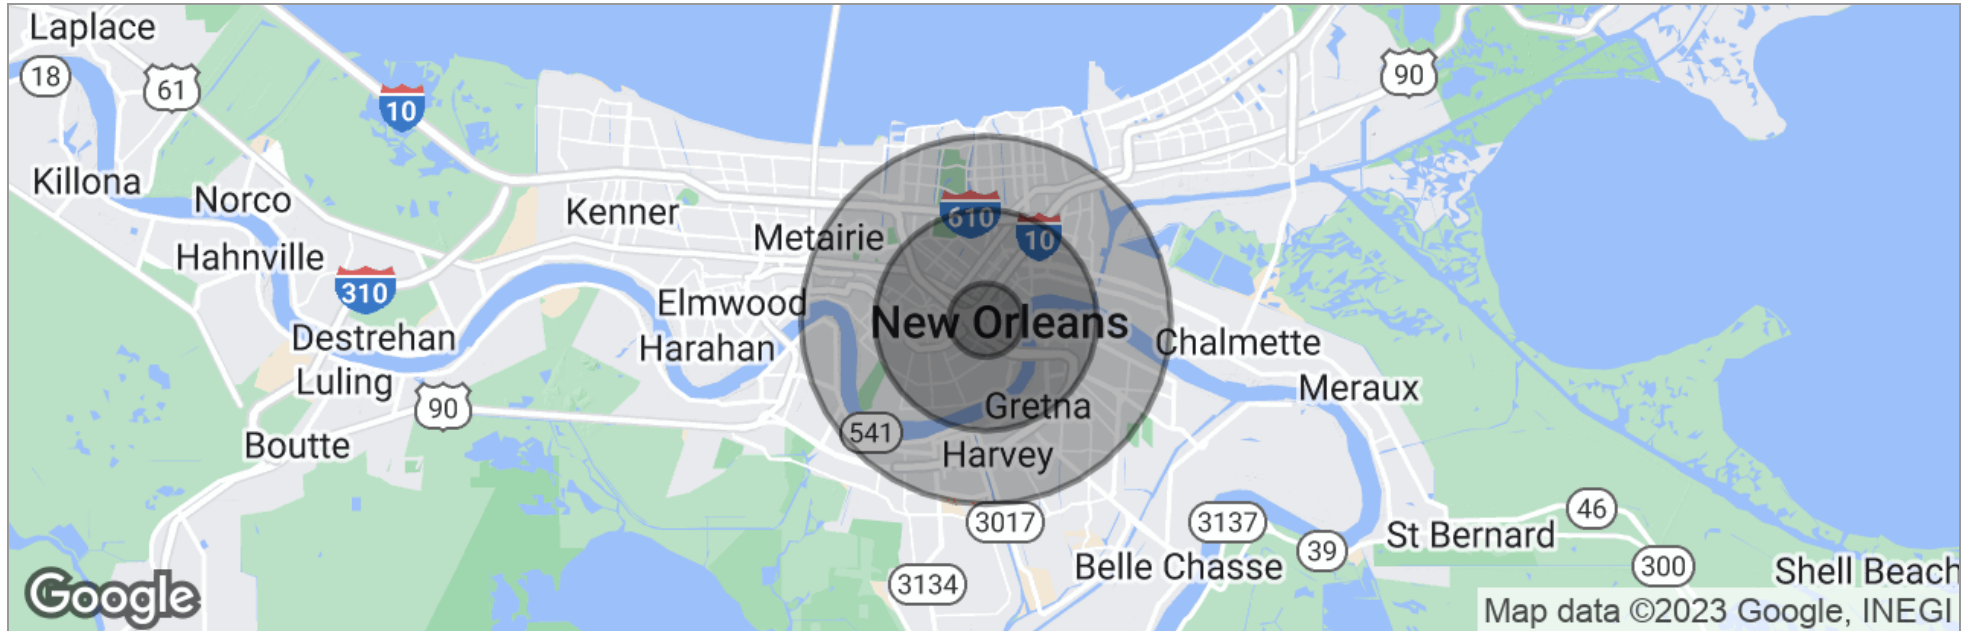 Laplace
18
61
10
90
Killona
Norco
Kenner
610
Metairie
10
Hahnville
310
Elmwood
New Orleans
Destrehan
Harahan
Chalmette
Luling
Meraux
90
Gretna
541
Boutte
Harvey
3017
3137
46
39
St Bernard
Belle Chasse
300
Shell Beach
3134
Google
Map data ©2023 Google, INEGI